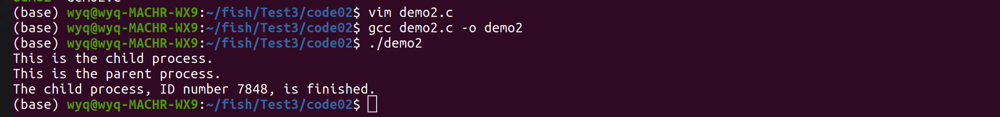 demo2 demo2.c
(base) wyq@wyq-MACHR-WX9:~/fish/Test3/code02$ vim demo2.c
(base) wyq@wyq-MACHR-WX9:~/fish/Test3/code02$ gcc demo2.c -o demo2
(base) wyq@wyq-MACHR-WX9:~/fish/Test3/code02$ ./demo2
This is the child process.
This is the parent process.
The child process, ID number 7848, is finished.
(base) wyq@wyq-MACHR-WX9:~/fish/Test3/code02$